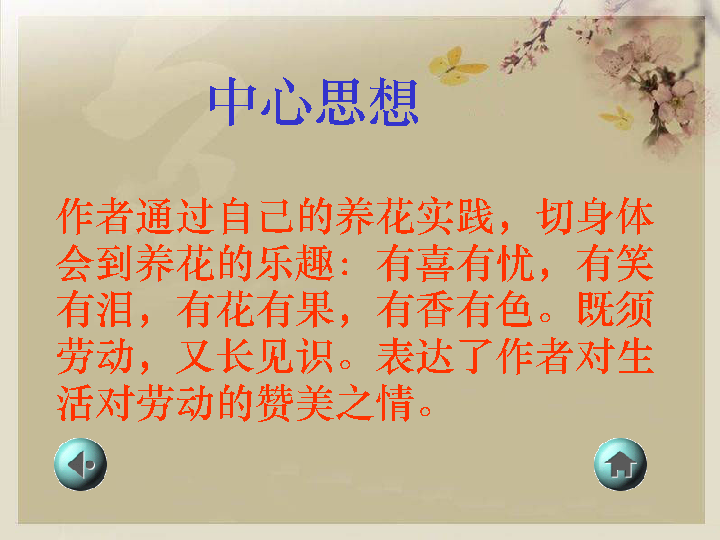 中心思想
作者通过自己的养花实践，切身体
会到养花的乐趣：有喜有忧，有笑
有泪，有花有果，有香有色。既须
劳动，又长见识。表达了作者对生
活对劳动的赞美之情。